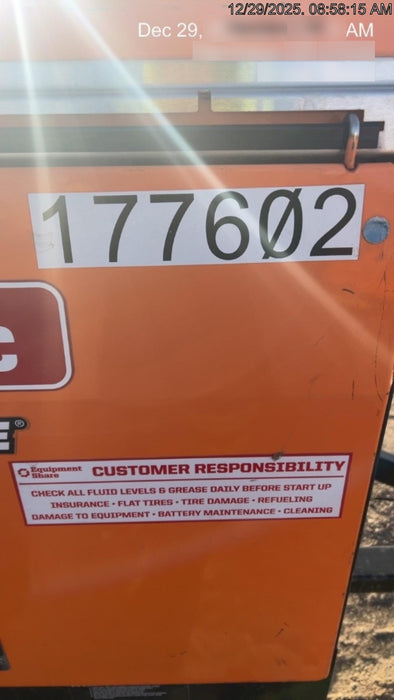 12/29/2025. 08:58:15 AM
Dec 29, AM
1776Ø2
C
E®
Equipment
Share
CUSTOMER RESPONSIBILITY
CHECK ALL FLUID LEVELS & GREASE DAILY BEFORE START UP
INSURANCE • FLAT TIRES • TIRE DAMAGE • REFUELING
DAMAGE TO EQUIPMENT • BATTERY MAINTENANCE • CLEANING